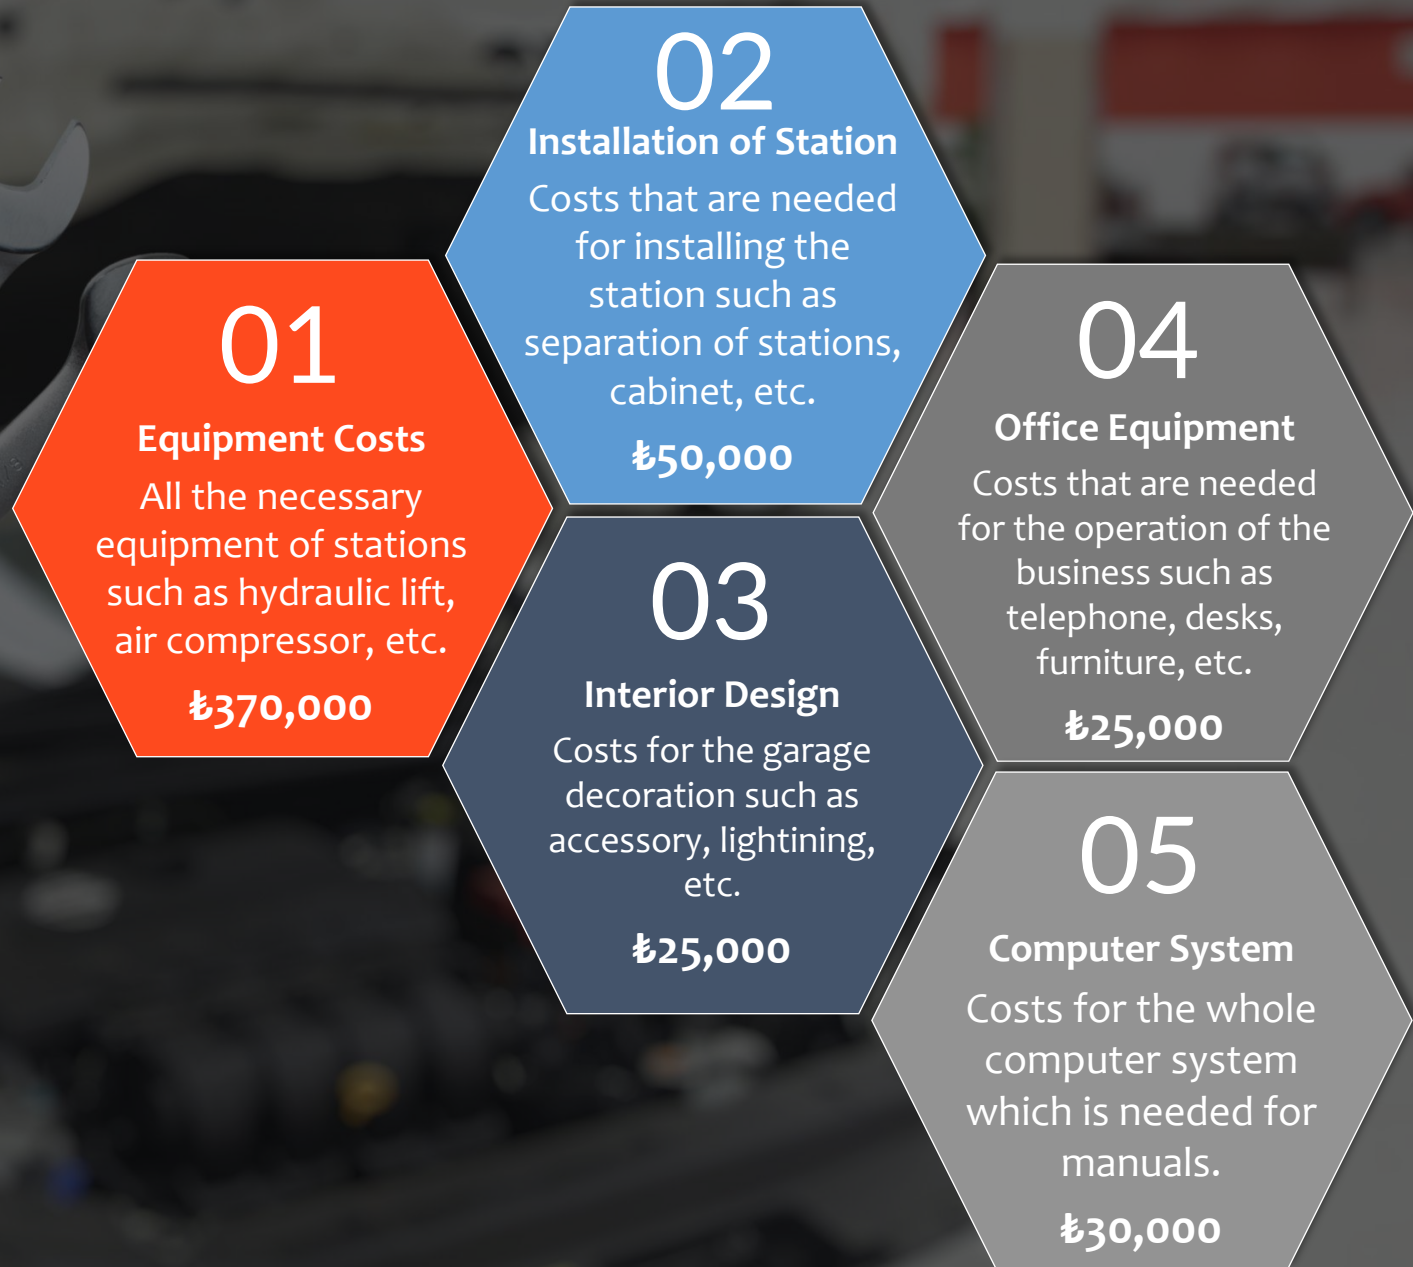 01
Equipment Costs
All the necessary
equipment of stations
such as hydraulic lift,
air compressor, etc.
₺370,000
02
Installation of Station
Costs that are needed
for installing the
station such as
separation of stations,
cabinet, etc.
₺50,000
03
Interior Design
Costs for the garage
decoration such as
accessory, lightining,
etc.
₺25,000
04
Office Equipment
Costs that are needed
for the operation of the
business such as
telephone, desks,
furniture, etc.
₺25,000
05
Computer System
Costs for the whole
computer system
which is needed for
manuals.
₺30,000